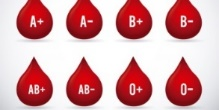 A+ A- B+ B-
AB+ AB- O+ O-